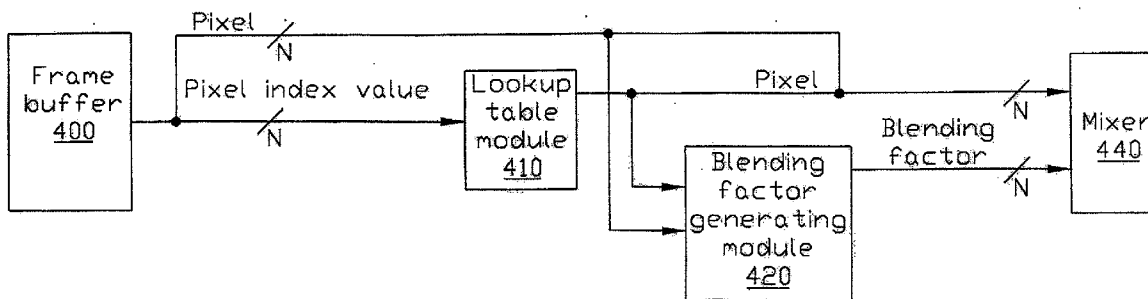 Pixel
N
Frame
buffer
400
Pixel index value
N
Lookup
table
module
410
Pixel
N
Blending
factor
N
Mixer
440
Blending
factor
generating
module
420